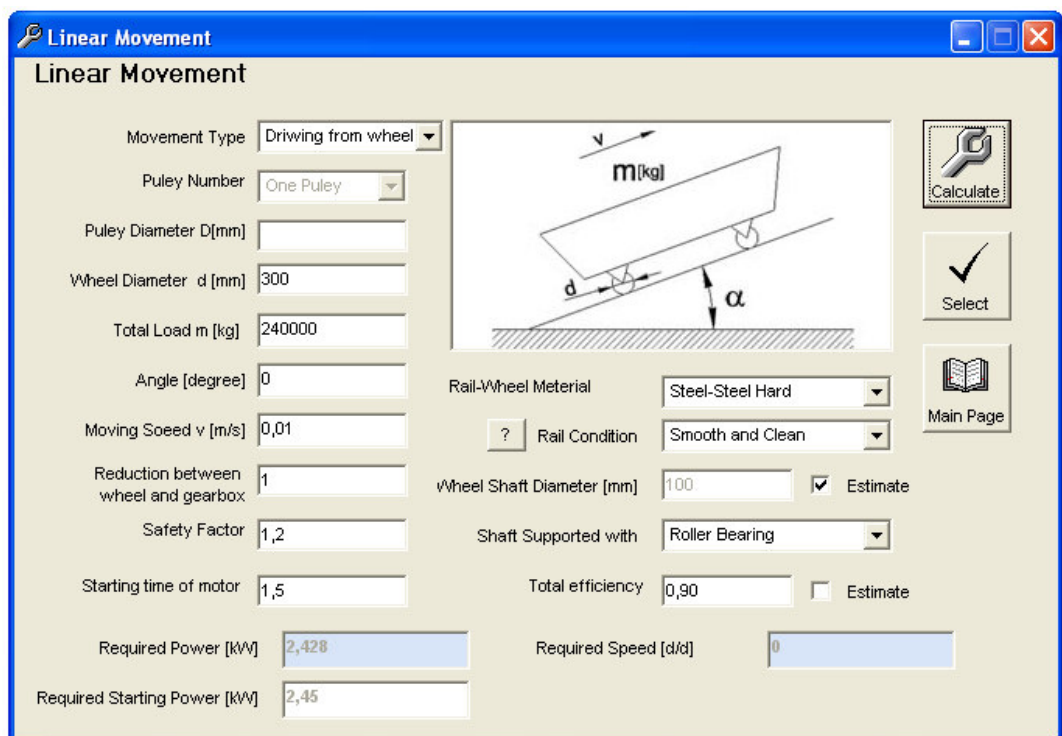 Linear Movement
Linear Movement
Movement Type Driwing from wheel
Puley Number One Puley
Puley Diameter D[mm]
Wheel Diameter d [mm] 300
Total Load m [kg] 240000
Angle [degree] 0
Moving Soeed v [m/s] 0,01
Reduction between
wheel and gearbox 1
Safety Factor 1,2
Starting time of motor 1,5
v
m[kg]
d
α
Calculate
Select
Main Page
Rail-Wheel Meterial Steel-Steel Hard
? Rail Condition Smooth and Clean
Wheel Shaft Diameter [mm] 100 Estimate
Shaft Supported with Roller Bearing
Total efficiency 0,90 Estimate
Required Power [kW] 2,428 Required Speed [d/d] 0
Required Starting Power [kW] 2,45